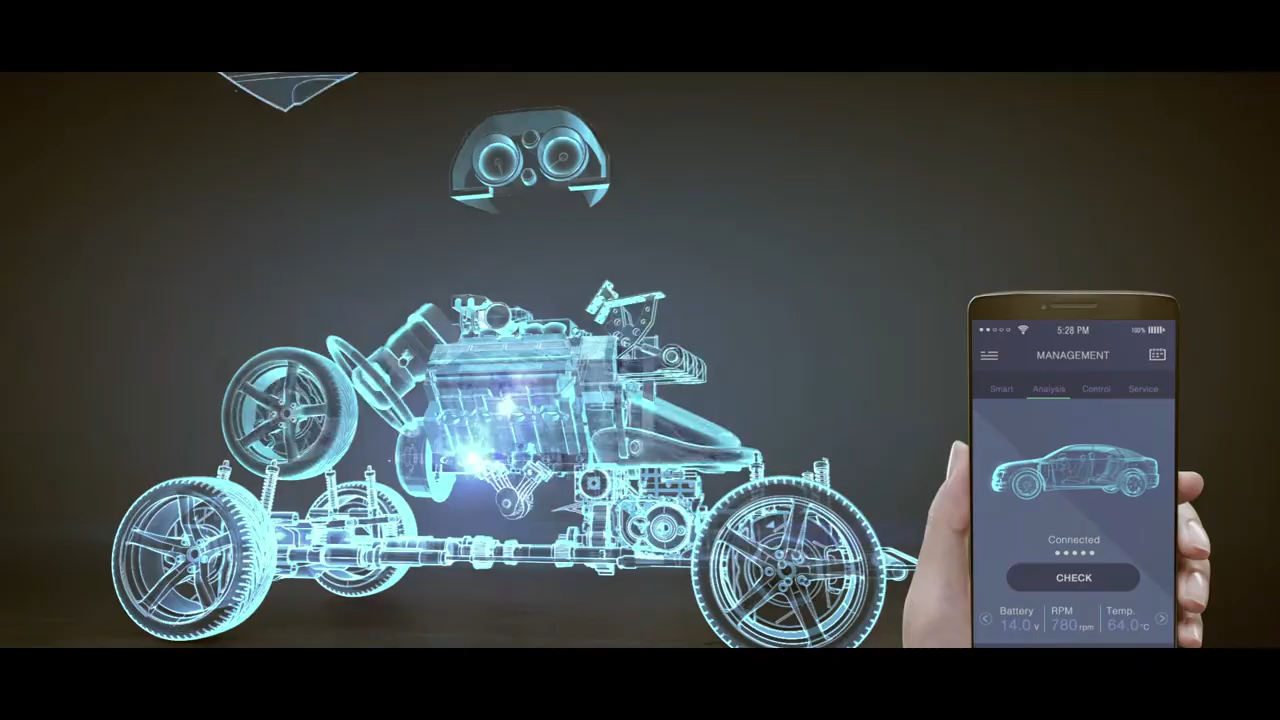 5:28 PM 100%
MANAGEMENT
Smart Analysis Control Service
Connected
CHECK
Battery RPM Temp.
14.0 V 780 rpm 64.0 °C